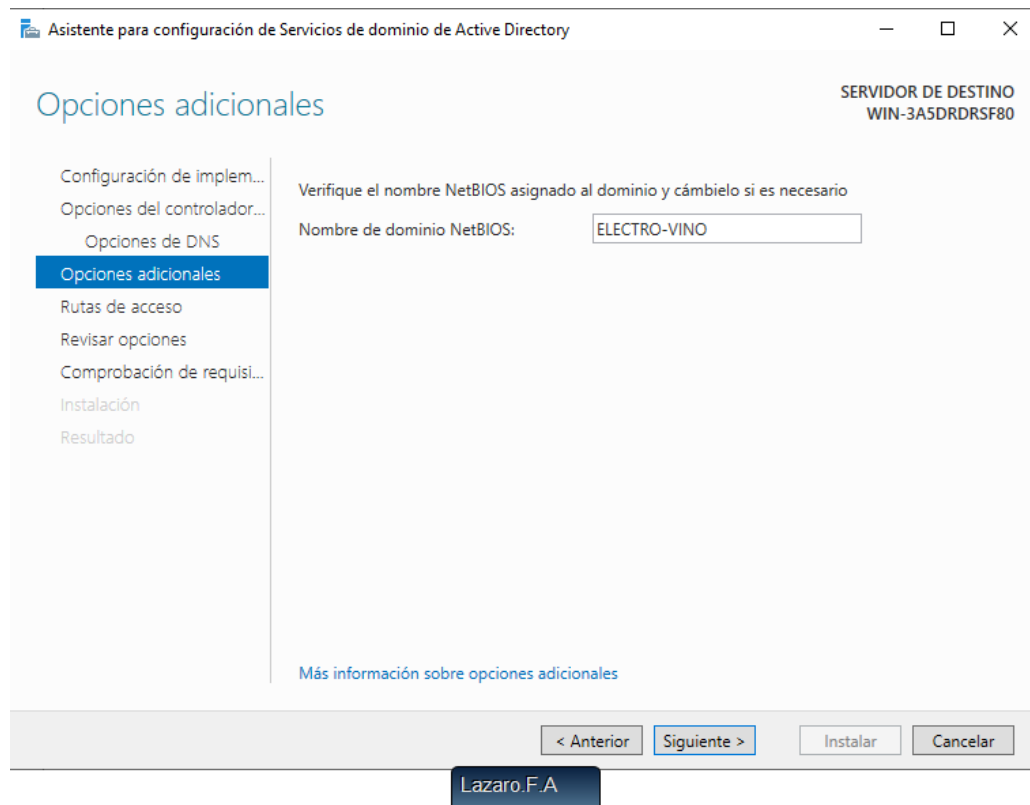 Asistente para configuración de Servicios de dominio de Active Directory
Opciones adicionales
SERVIDOR DE DESTINO
WIN-3A5DRDRSF80
Configuración de implem...
Opciones del controlador...
Opciones de DNS
Opciones adicionales
Rutas de acceso
Revisar opciones
Comprobación de requisi...
Instalación
Resultado
Verifique el nombre NetBIOS asignado al dominio y cámbielo si es necesario
Nombre de dominio NetBIOS: ELECTRO-VINO
Más información sobre opciones adicionales
< Anterior Siguiente > Instalar Cancelar
Lazaro.F.A